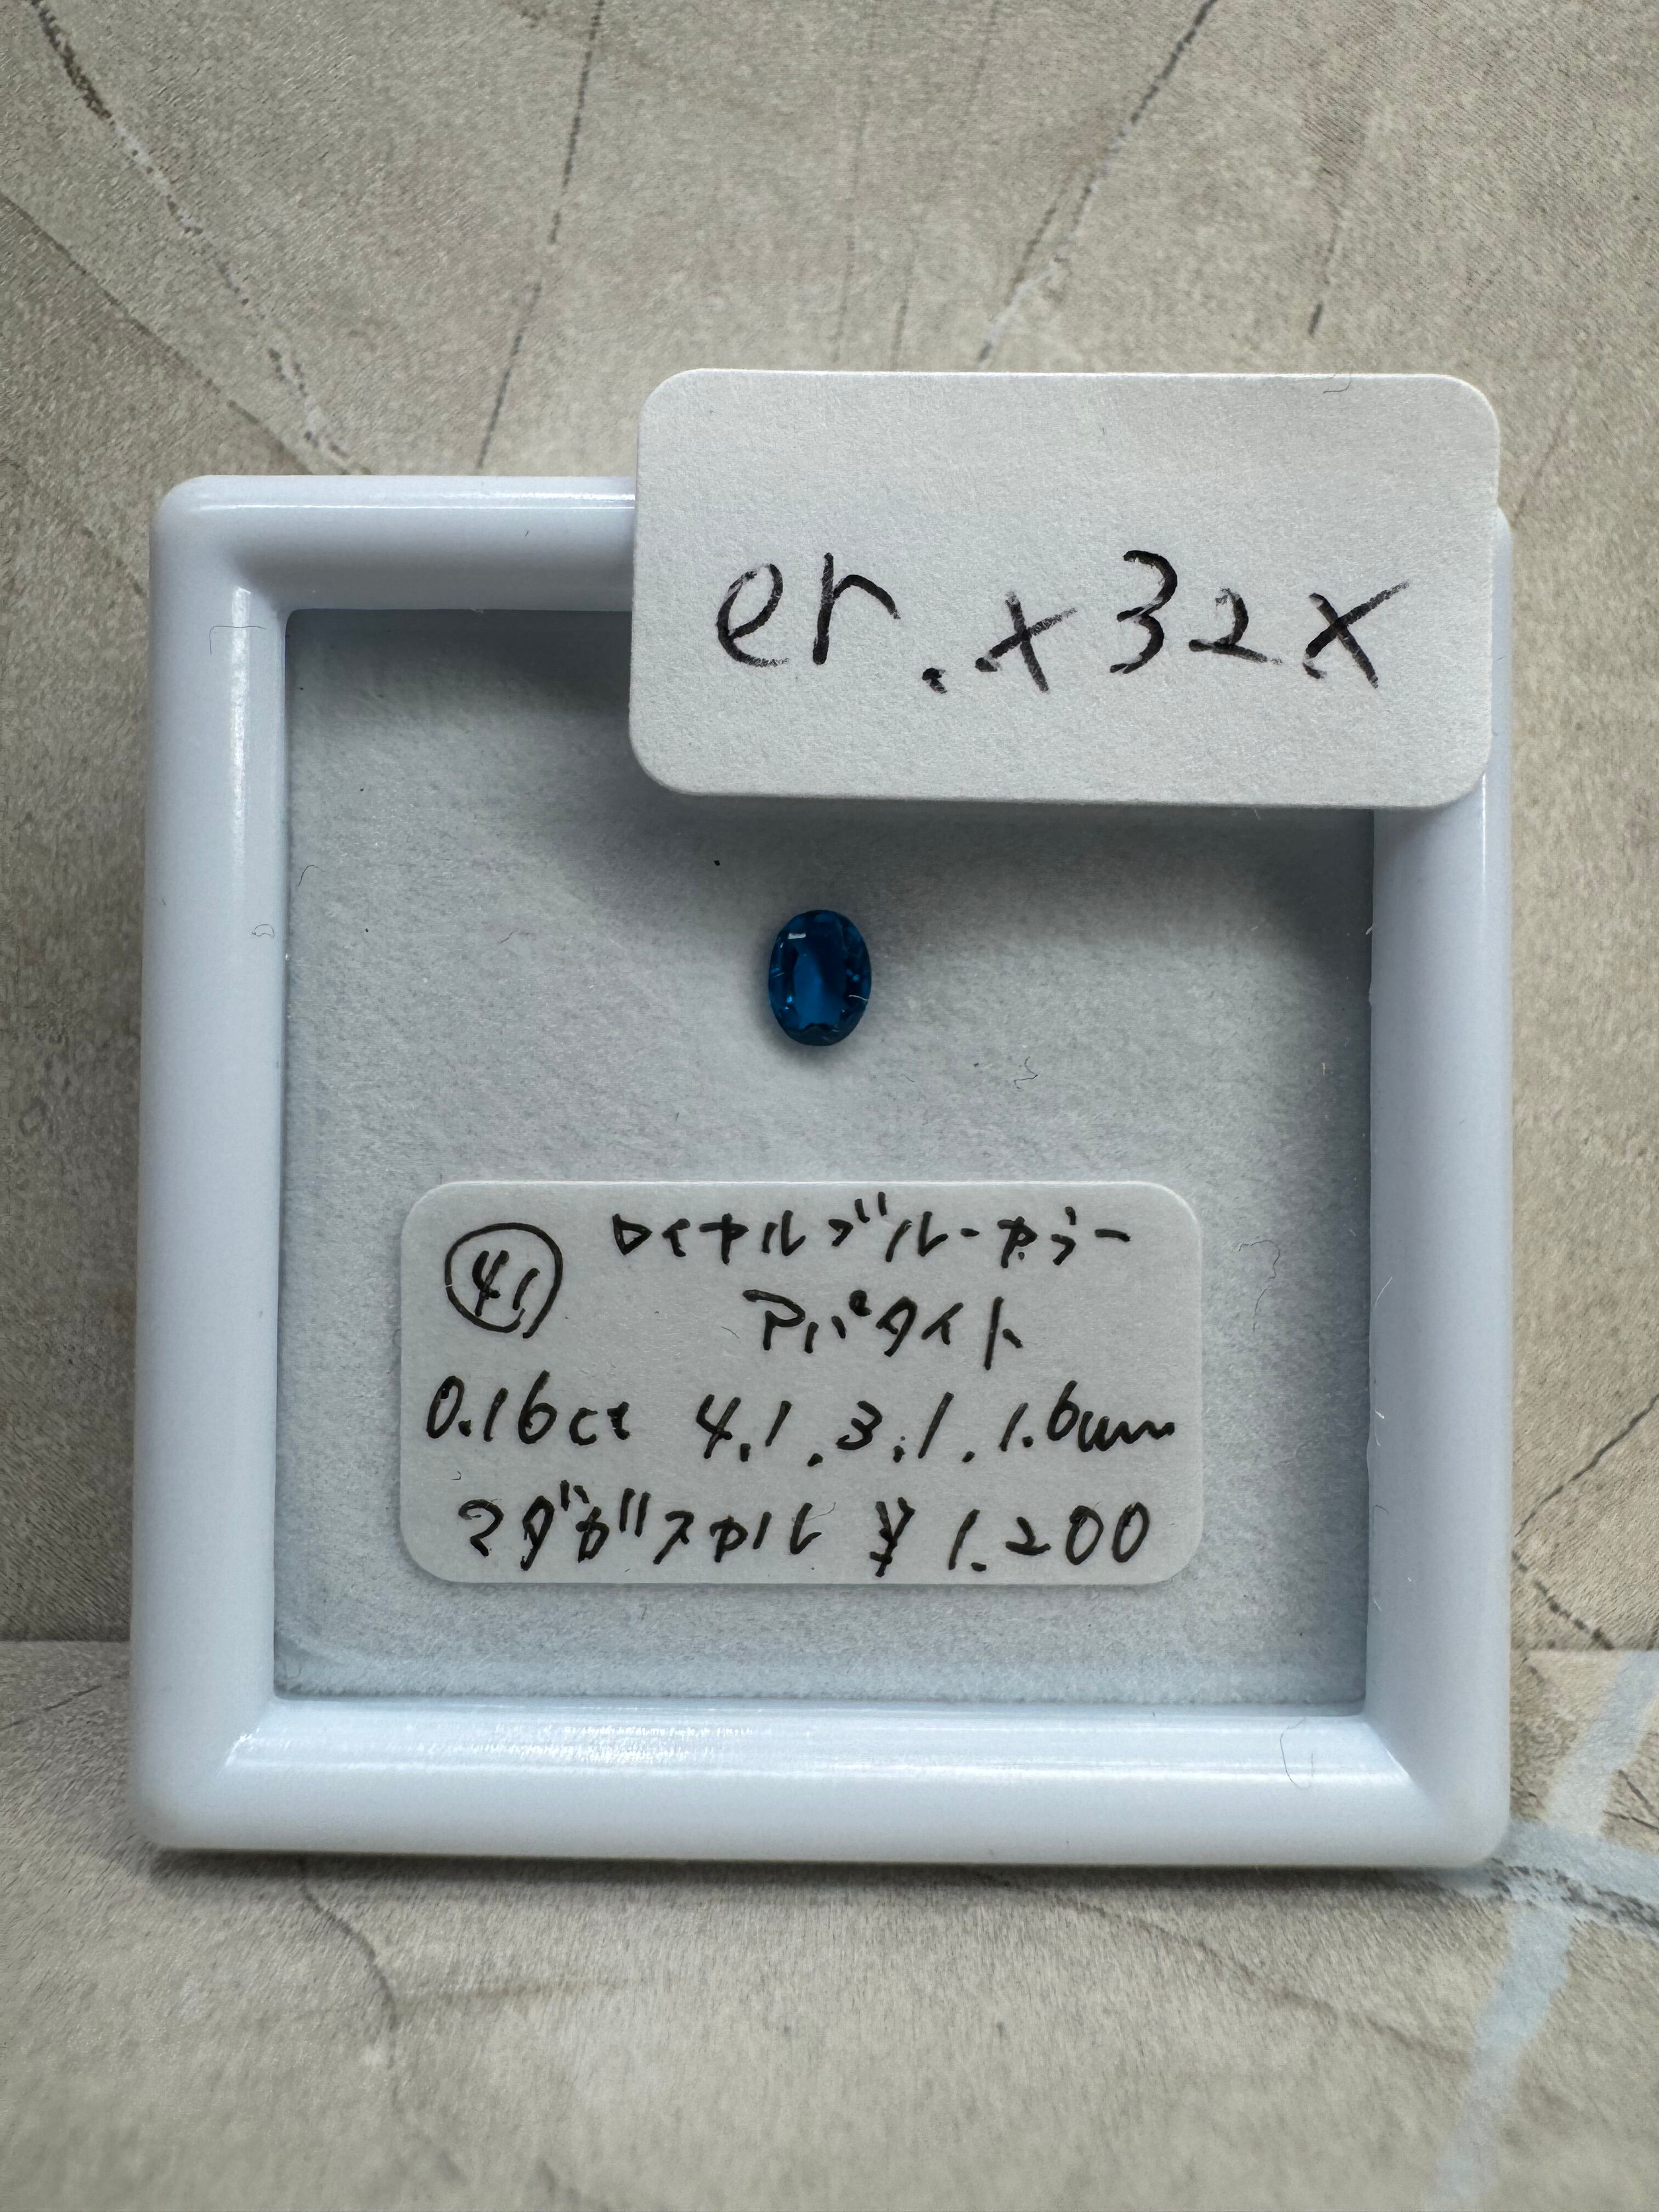 er.x32x
㊶ ロイヤルブルーカラー
アパタイト
0.16ct 4.1.3.1.1.6mm
マダガスカル ¥1.200